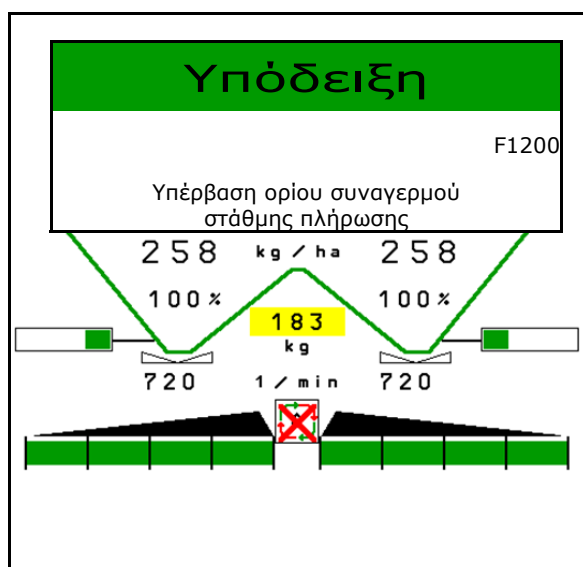 Υπόδειξη
F1200
Υπέρβαση ορίου συναγερμού
στάθμης πλήρωσης
258 kg/ha 258
100% 100%
183
kg
720 1/min 720